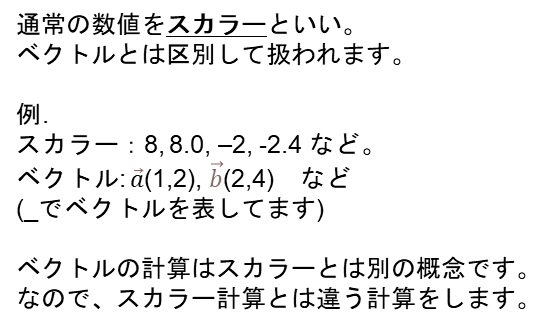 通常の数値をスカラーといい。
ベクトルとは区別して扱われます。
例.
スカラー：8, 8.0, –2, -2.4 など。
ベクトル: a⃗(1,2), b⃗(2,4)　など
(_でベクトルを表してます)
ベクトルの計算はスカラーとは別の概念です。
なので、スカラー計算とは違う計算をします。